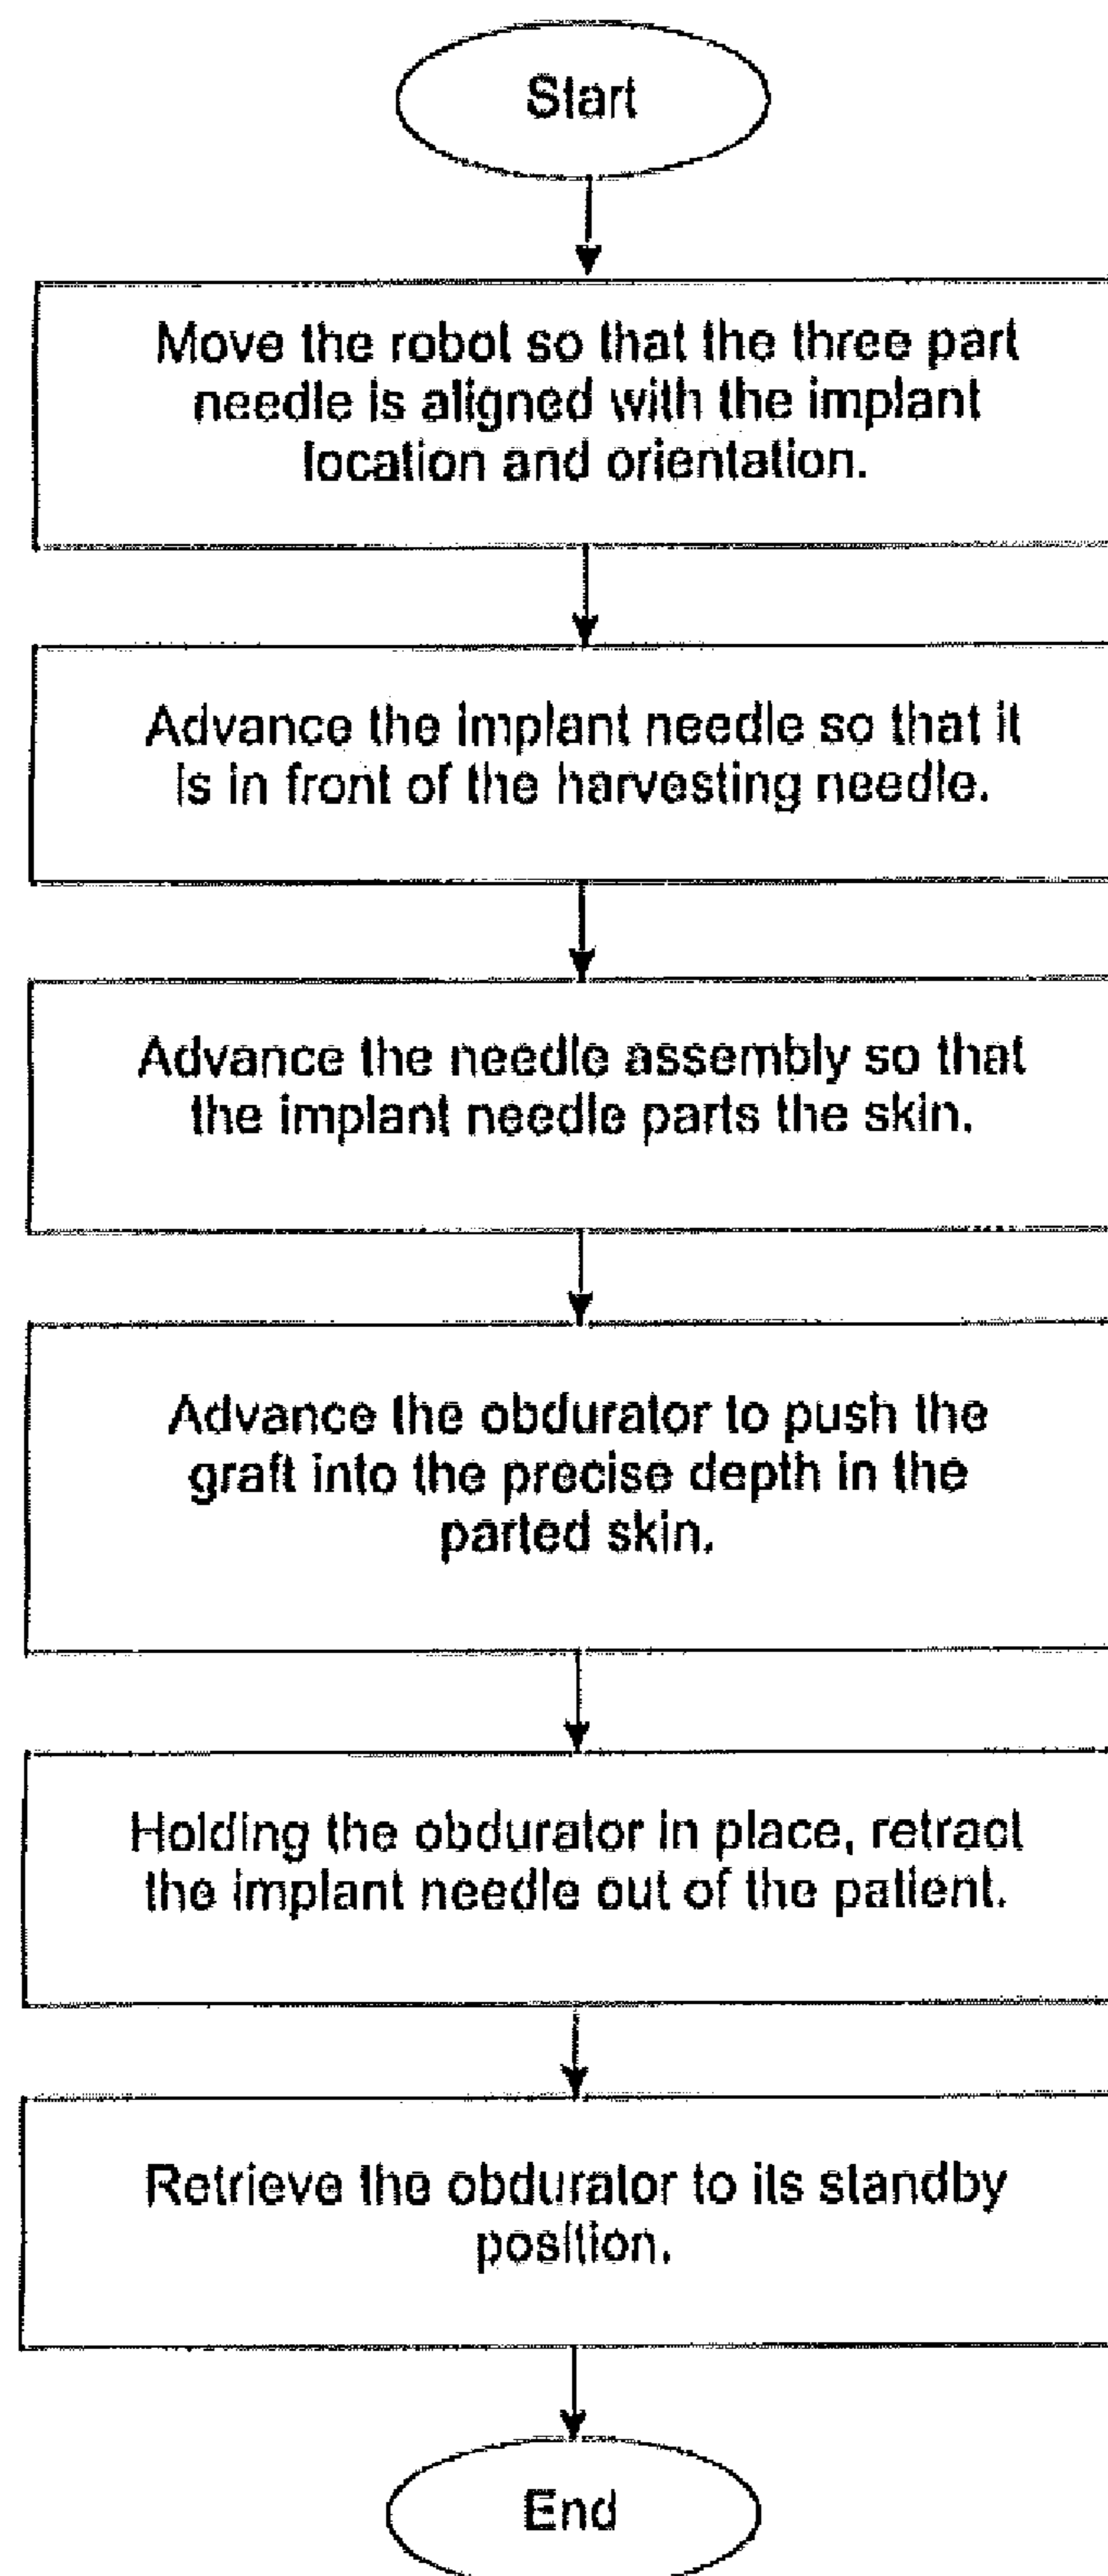 Start
Move the robot so that the three part
needle is aligned with the implant
location and orientation.
Advance the implant needle so that it
is in front of the harvesting needle.
Advance the needle assembly so that
the implant needle parts the skin.
Advance the obdurator to push the
graft into the precise depth in the
parted skin.
Holding the obdurator in place, retract
the implant needle out of the patient.
Retrieve the obdurator to its standby
position.
End